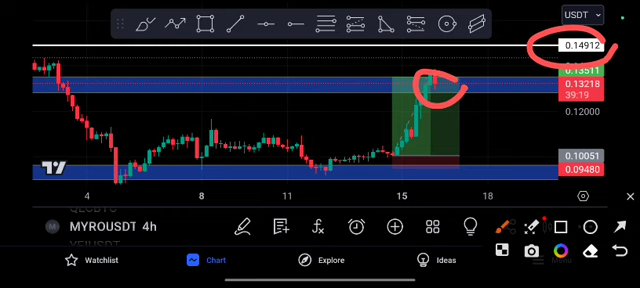 USDT
0.14912
0.13511
0.13218
39:19
0.12000
0.10051
0.09480
4 8 11 15 18
MYROUSDT 4h
Watchlist
Chart
Explore
Ideas